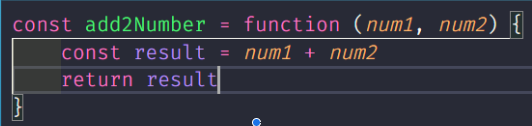 const add2Number = function (num1, num2) {
    const result = num1 + num2
    return result
}